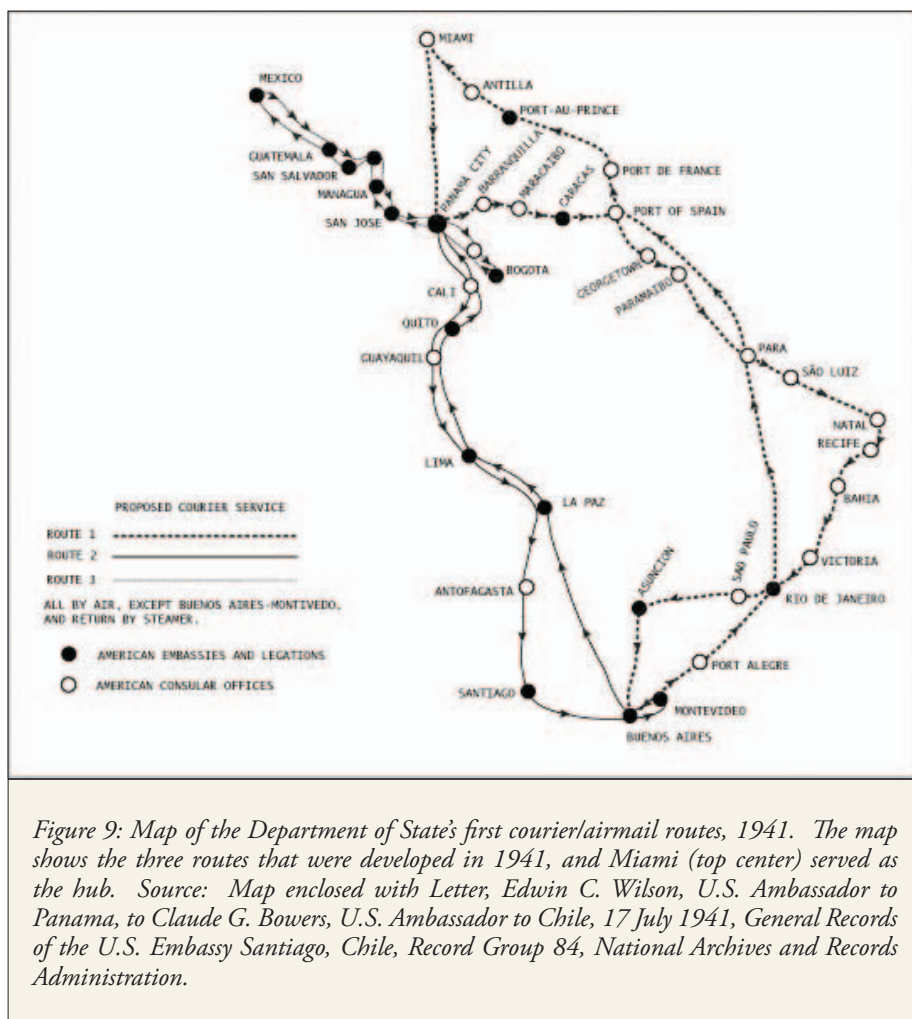 MIAMI
MEXICO
ANTILLA
PORT-AU-PRINCE
GUATEMALA
SAN SALVADOR
MANAGUA
SAN JOSE
PANAMA CITY
BARRANQUILLA
MARACAIBO
CARACAS
PORT DE FRANCE
PORT OF SPAIN
BOGOTA
GEORGETOWN
PARAMAIBO
CALI
QUITO
GUAYAQUIL
PARA
SÃO LUIZ
NATAL
RECIFE
LIMA
BAHIA
LA PAZ
VICTORIA
ASUNCION
SAO PAULO
RIO DE JANEIRO
ANTOFAGASTA
PORT ALEGRE
SANTIAGO
MONTEVIDEO
BUENOS AIRES
PROPOSED COURIER SERVICE
ROUTE 1
ROUTE 2
ROUTE 3
ALL BY AIR, EXCEPT BUENOS AIRES-MONTIVEDO,
AND RETURN BY STEAMER.
AMERICAN EMBASSIES AND LEGATIONS
AMERICAN CONSULAR OFFICES
Figure 9: Map of the Department of State's first courier/airmail routes, 1941. The map
shows the three routes that were developed in 1941, and Miami (top center) served as
the hub. Source: Map enclosed with Letter, Edwin C. Wilson, U.S. Ambassador to
Panama, to Claude G. Bowers, U.S. Ambassador to Chile, 17 July 1941, General Records
of the U.S. Embassy Santiago, Chile, Record Group 84, National Archives and Records
Administration.